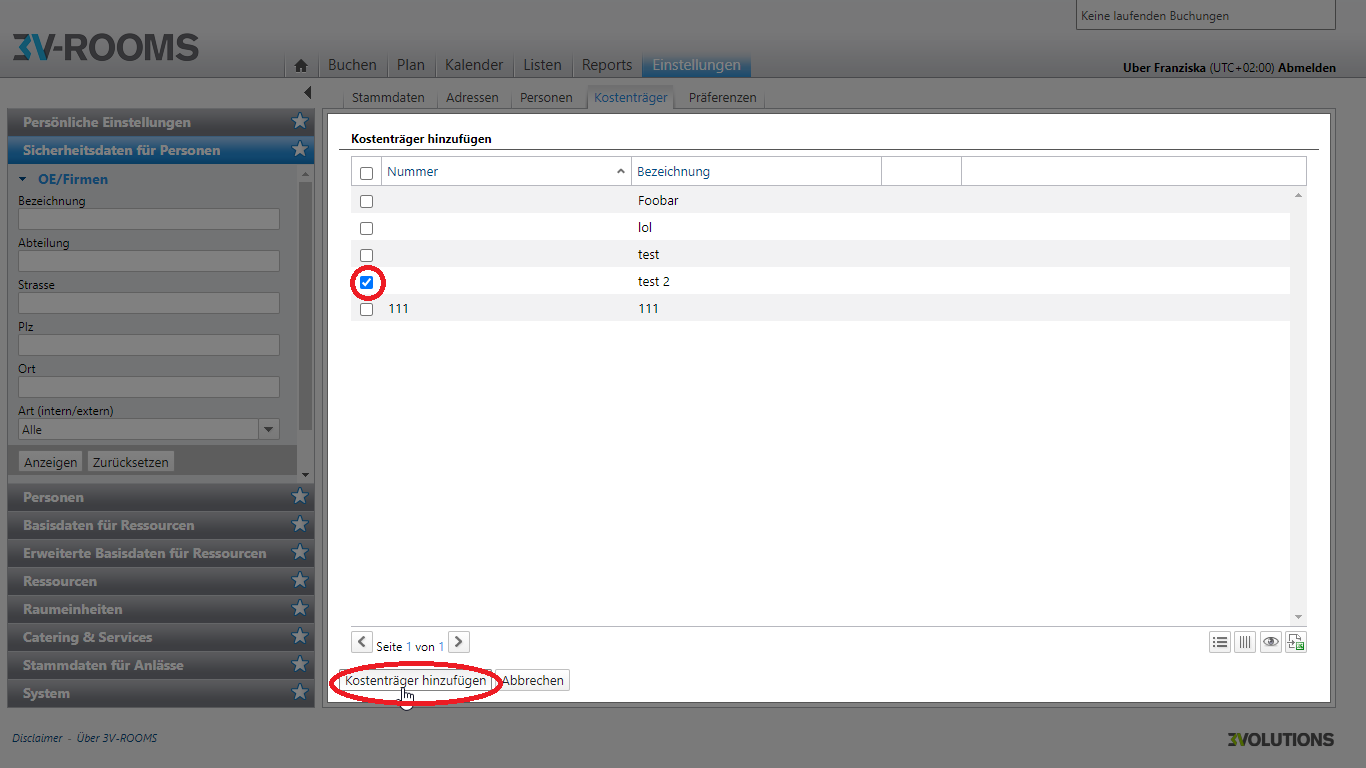 Keine laufenden Buchungen
3V-ROOMS
Buchen Plan Kalender Listen Reports Einstellungen
Uber Franziska (UTC+02:00) Abmelden
Stammdaten Adressen Personen Kostenträger Präferenzen
Persönliche Einstellungen
Sicherheitsdaten für Personen
OE/Firmen
Bezeichnung
Abteilung
Strasse
Plz
Ort
Art (intern/extern)
Alle
Anzeigen Zurücksetzen
Personen
Basisdaten für Ressourcen
Erweiterte Basisdaten für Ressourcen
Ressourcen
Raumeinheiten
Catering & Services
Stammdaten für Anlässe
System
Kostenträger hinzufügen
Nummer Bezeichnung
Foobar
lol
test
test 2
111 111
Seite 1 von 1
Kostenträger hinzufügen Abbrechen
Disclaimer - Über 3V-ROOMS
3VOLUTIONS